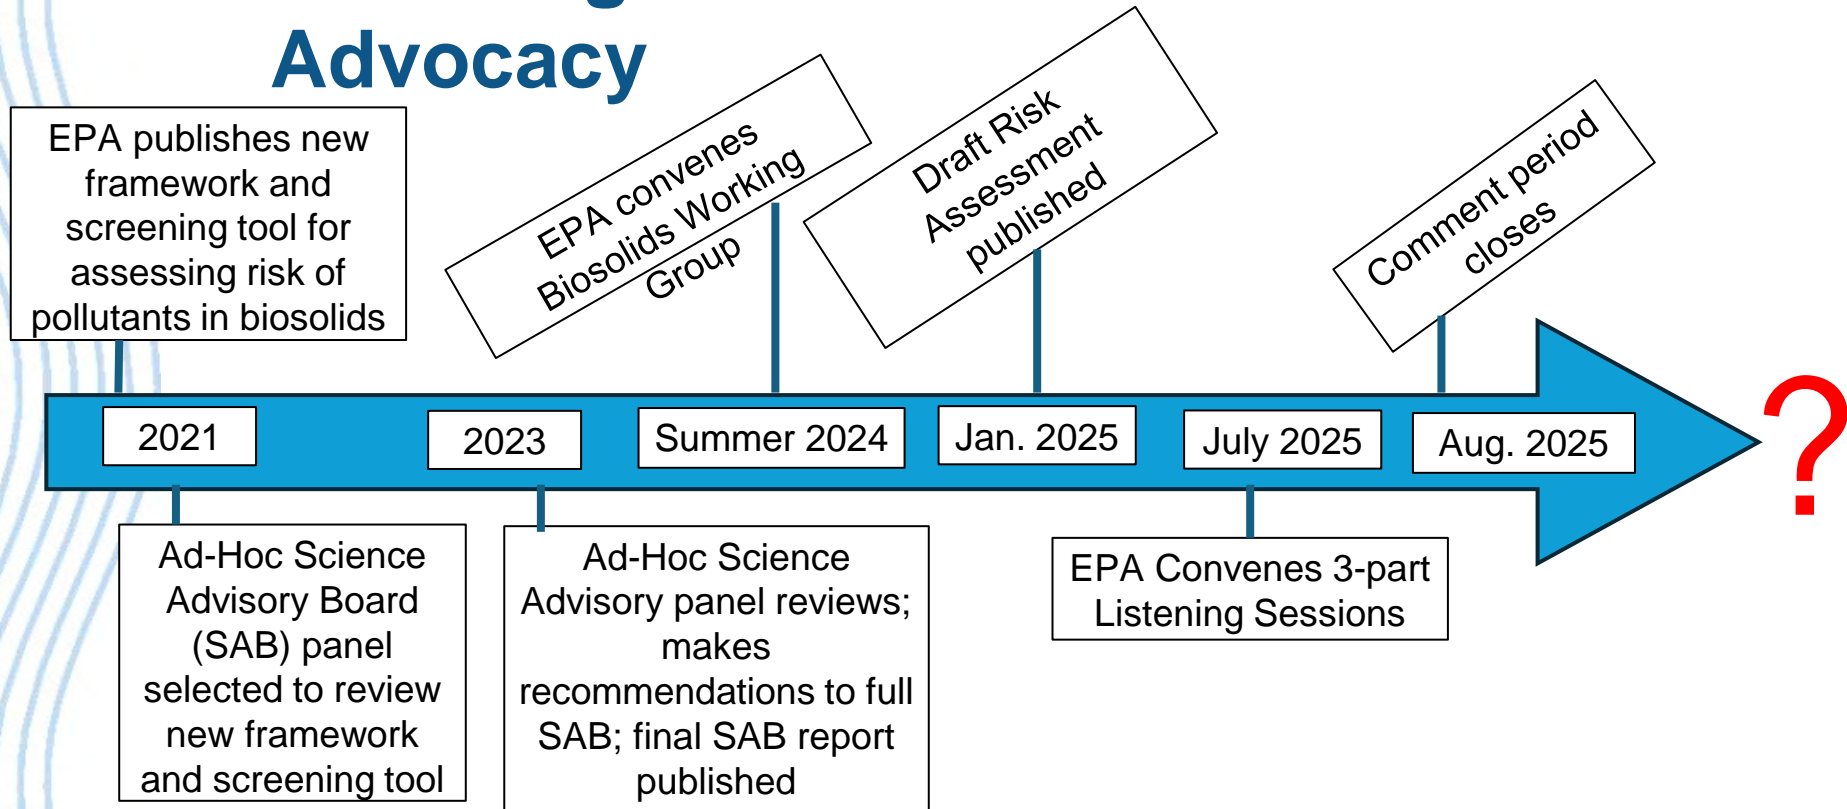 Advocacy
EPA publishes new
framework and
screening tool for
assessing risk of
pollutants in biosolids
EPA convenes
Biosolids Working
Group
Draft Risk
Assessment
published
Comment period
closes
2021
2023
Summer 2024
Jan. 2025
July 2025
Aug. 2025
?
Ad-Hoc Science
Advisory Board
(SAB) panel
selected to review
new framework
and screening tool
Ad-Hoc Science
Advisory panel reviews;
makes
recommendations to full
SAB; final SAB report
published
EPA Convenes 3-part
Listening Sessions